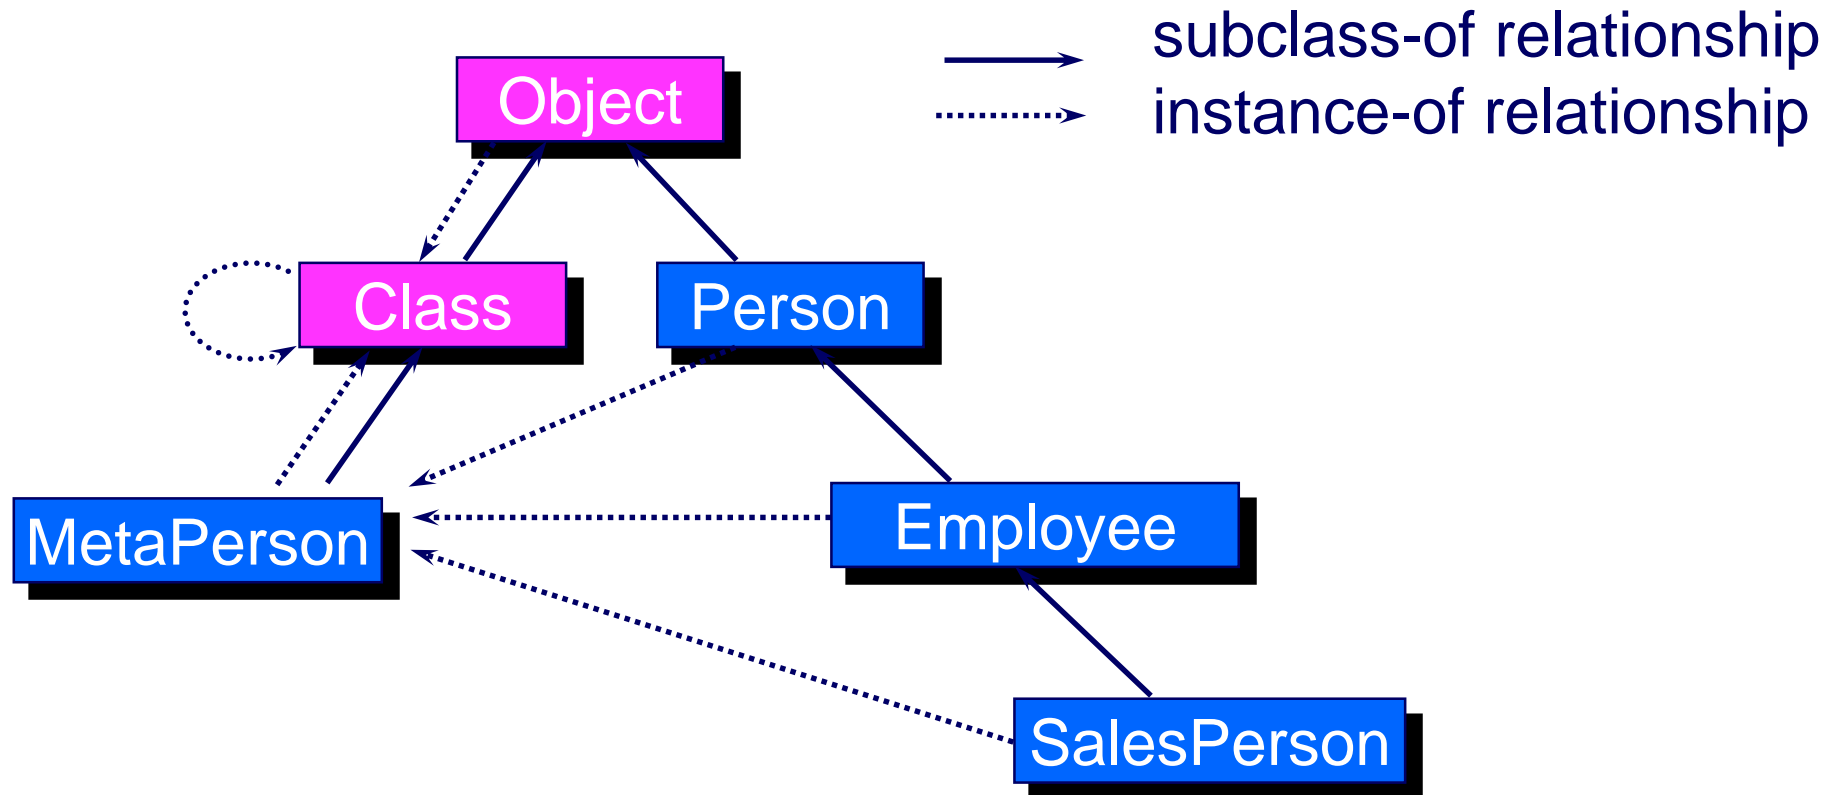 subclass-of relationship
Object
instance-of relationship
Class
Person
MetaPerson
Employee
SalesPerson